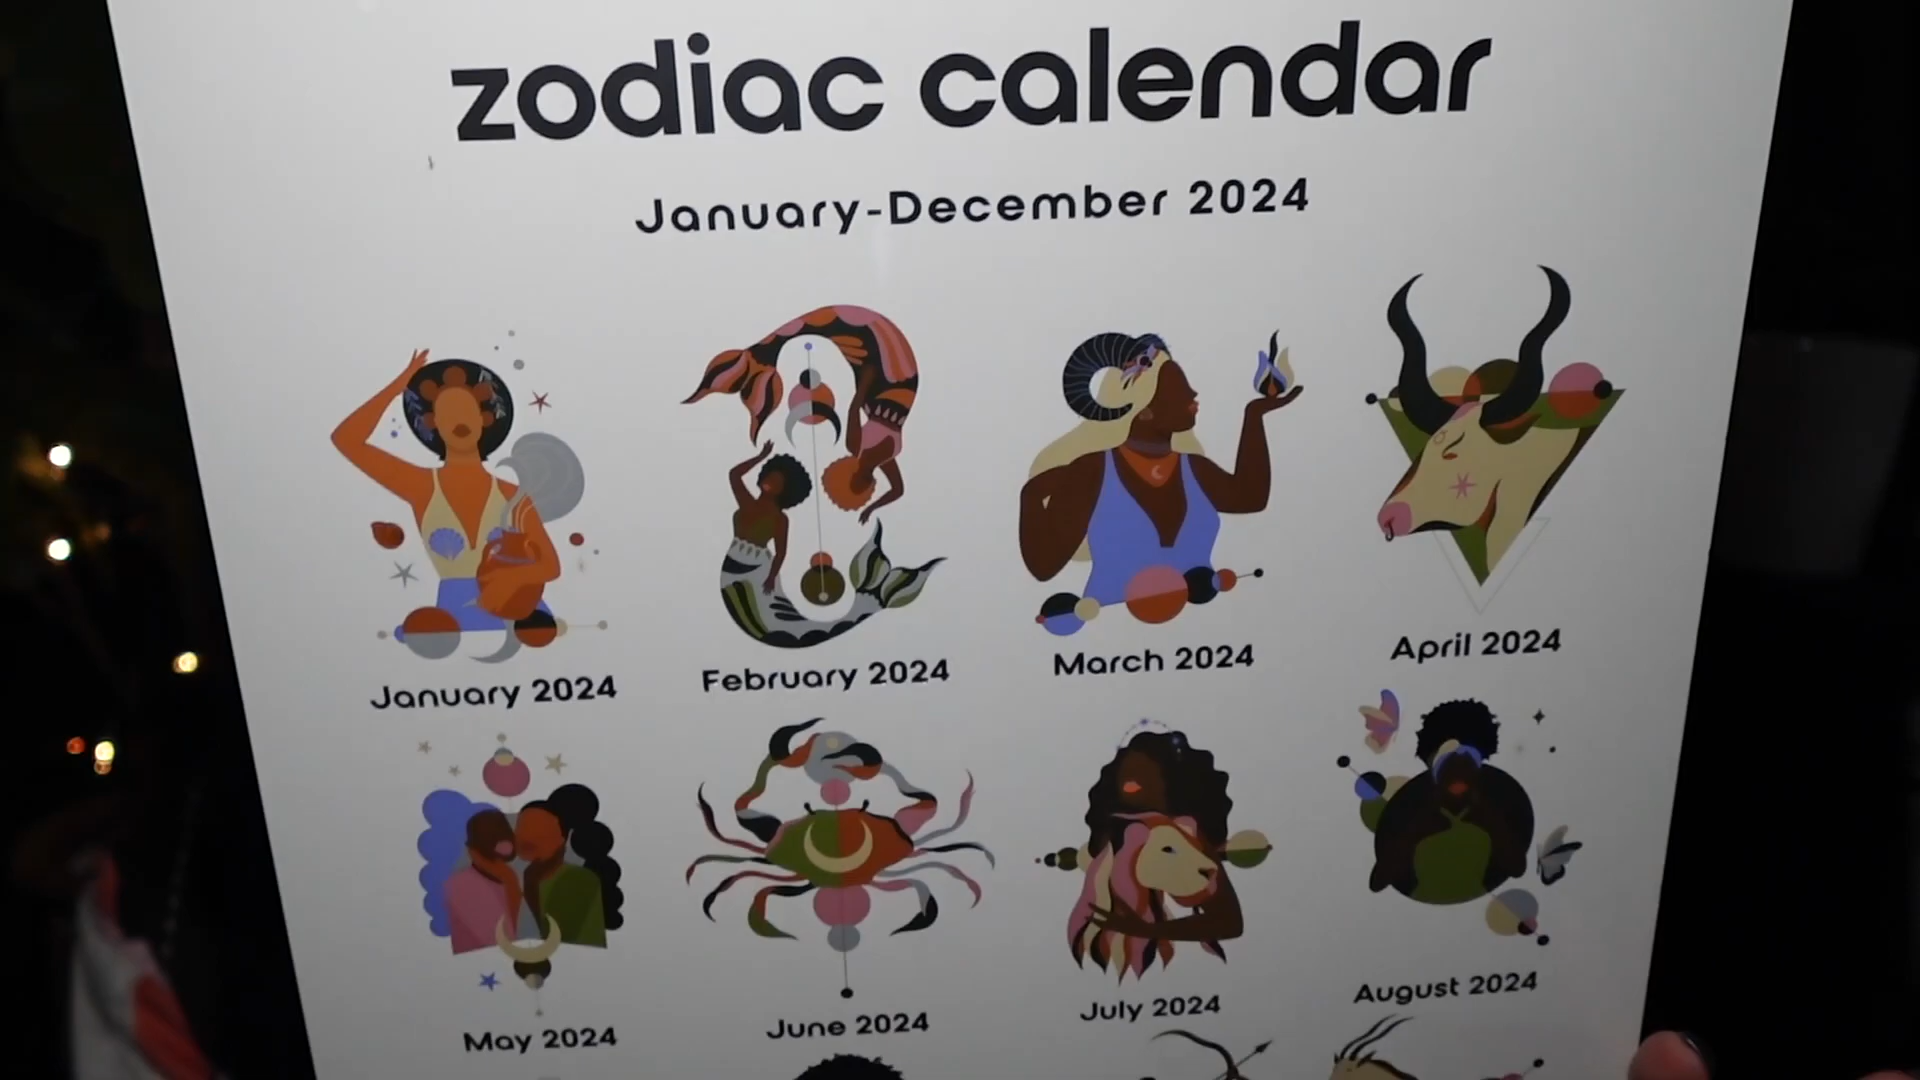 zodiac calendar
January-December 2024
January 2024
February 2024
March 2024
April 2024
May 2024
June 2024
July 2024
August 2024